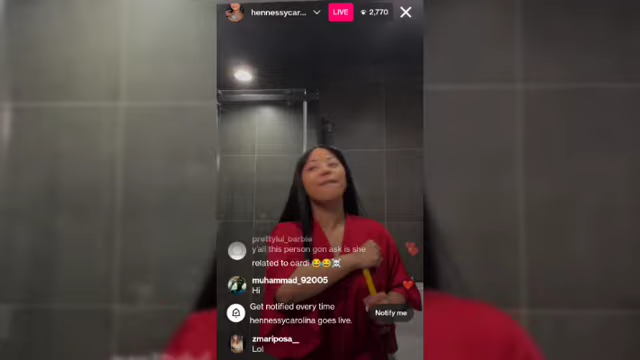 hennessycar... LIVE 2,770
prettylul_barbie
y'all this person gon ask is she
related to cardi 😂😂☠️
muhammad_92005
Hi
Get notified every time
hennessycarolina goes live.
Notify me
zmariposa__
Lol